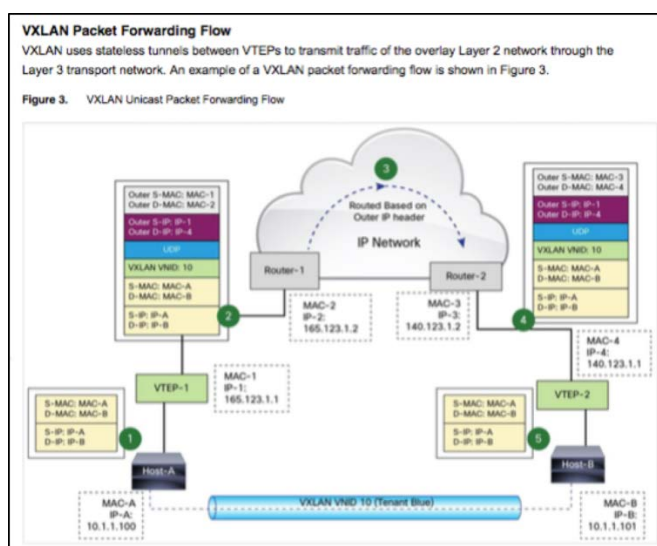 VXLAN Packet Forwarding Flow
VXLAN uses stateless tunnels between VTEPs to transmit traffic of the overlay Layer 2 network through the
Layer 3 transport network. An example of a VXLAN packet forwarding flow is shown in Figure 3.
Figure 3. VXLAN Unicast Packet Forwarding Flow
3
Routed Based on
Outer IP header
IP Network
Outer S-MAC: MAC-1
Outer D-MAC: MAC-2
Outer S-IP: IP-1
Outer D-IP: IP-4
UDP
VXLAN VNID: 10
S-MAC: MAC-A
D-MAC: MAC-B
S-IP: IP-A
D-IP: IP-B
2
Router-1
MAC-2
IP-2:
165.123.1.2
Router-2
MAC-3
IP-3:
140.123.1.2
Outer S-MAC: MAC-3
Outer D-MAC: MAC-4
Outer S-IP: IP-1
Outer D-IP: IP-4
UDP
VXLAN VNID: 10
S-MAC: MAC-A
D-MAC: MAC-B
S-IP: IP-A
D-IP: IP-B
4
MAC-4
IP-4:
140.123.1.1
VTEP-1
MAC-1
IP-1:
165.123.1.1
VTEP-2
S-MAC: MAC-A
D-MAC: MAC-B
S-IP: IP-A
D-IP: IP-B
1
Host-A
S-MAC: MAC-A
D-MAC: MAC-B
S-IP: IP-A
D-IP: IP-B
5
Host-B
MAC-A
IP-A:
10.1.1.100
VXLAN VNID 10 (Tenant Blue)
MAC-B
IP-B:
10.1.1.101